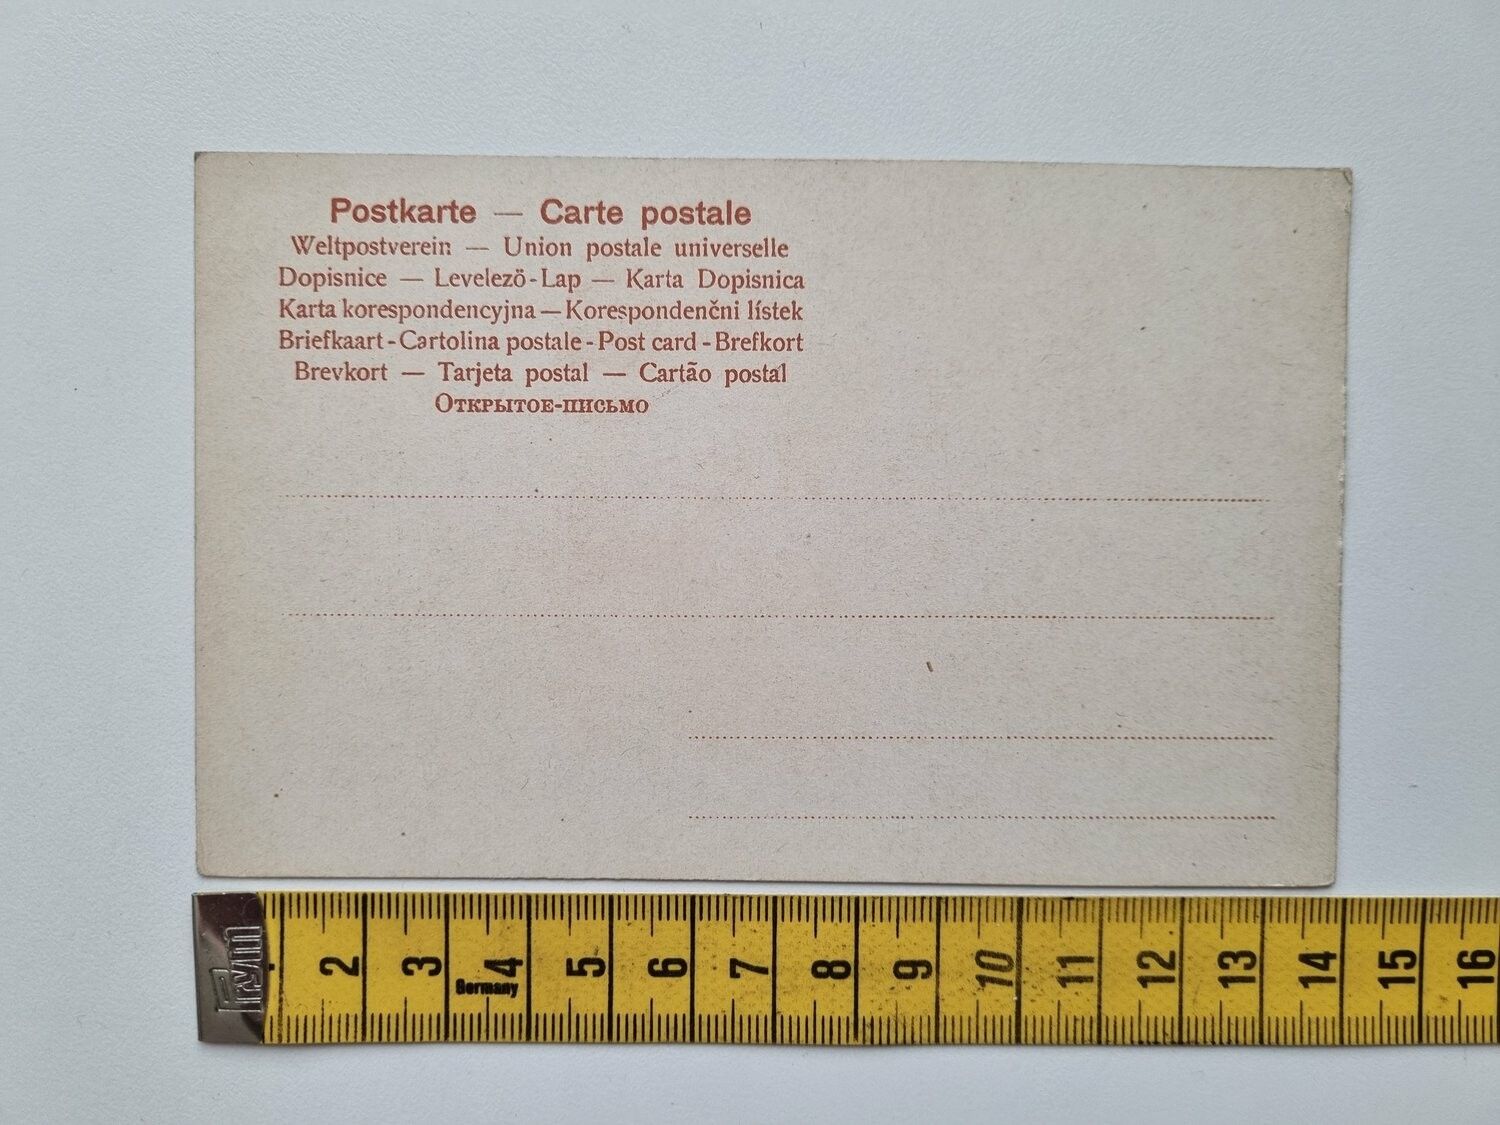 Postkarte — Carte postale
Weltpostverein — Union postale universelle
Dopisnice — Levelező-Lap — Karta Dopisnica
Karta korespondencyjna — Korespondenčni lístek
Briefkaart - Cartolina postale - Post card - Brefkort
Brevkort — Tarjeta postal — Cartão postal
Открытое-письмо
Prym 2 3 4 5 6 7 8 9 10 11 12 13 14 15 16
Germany